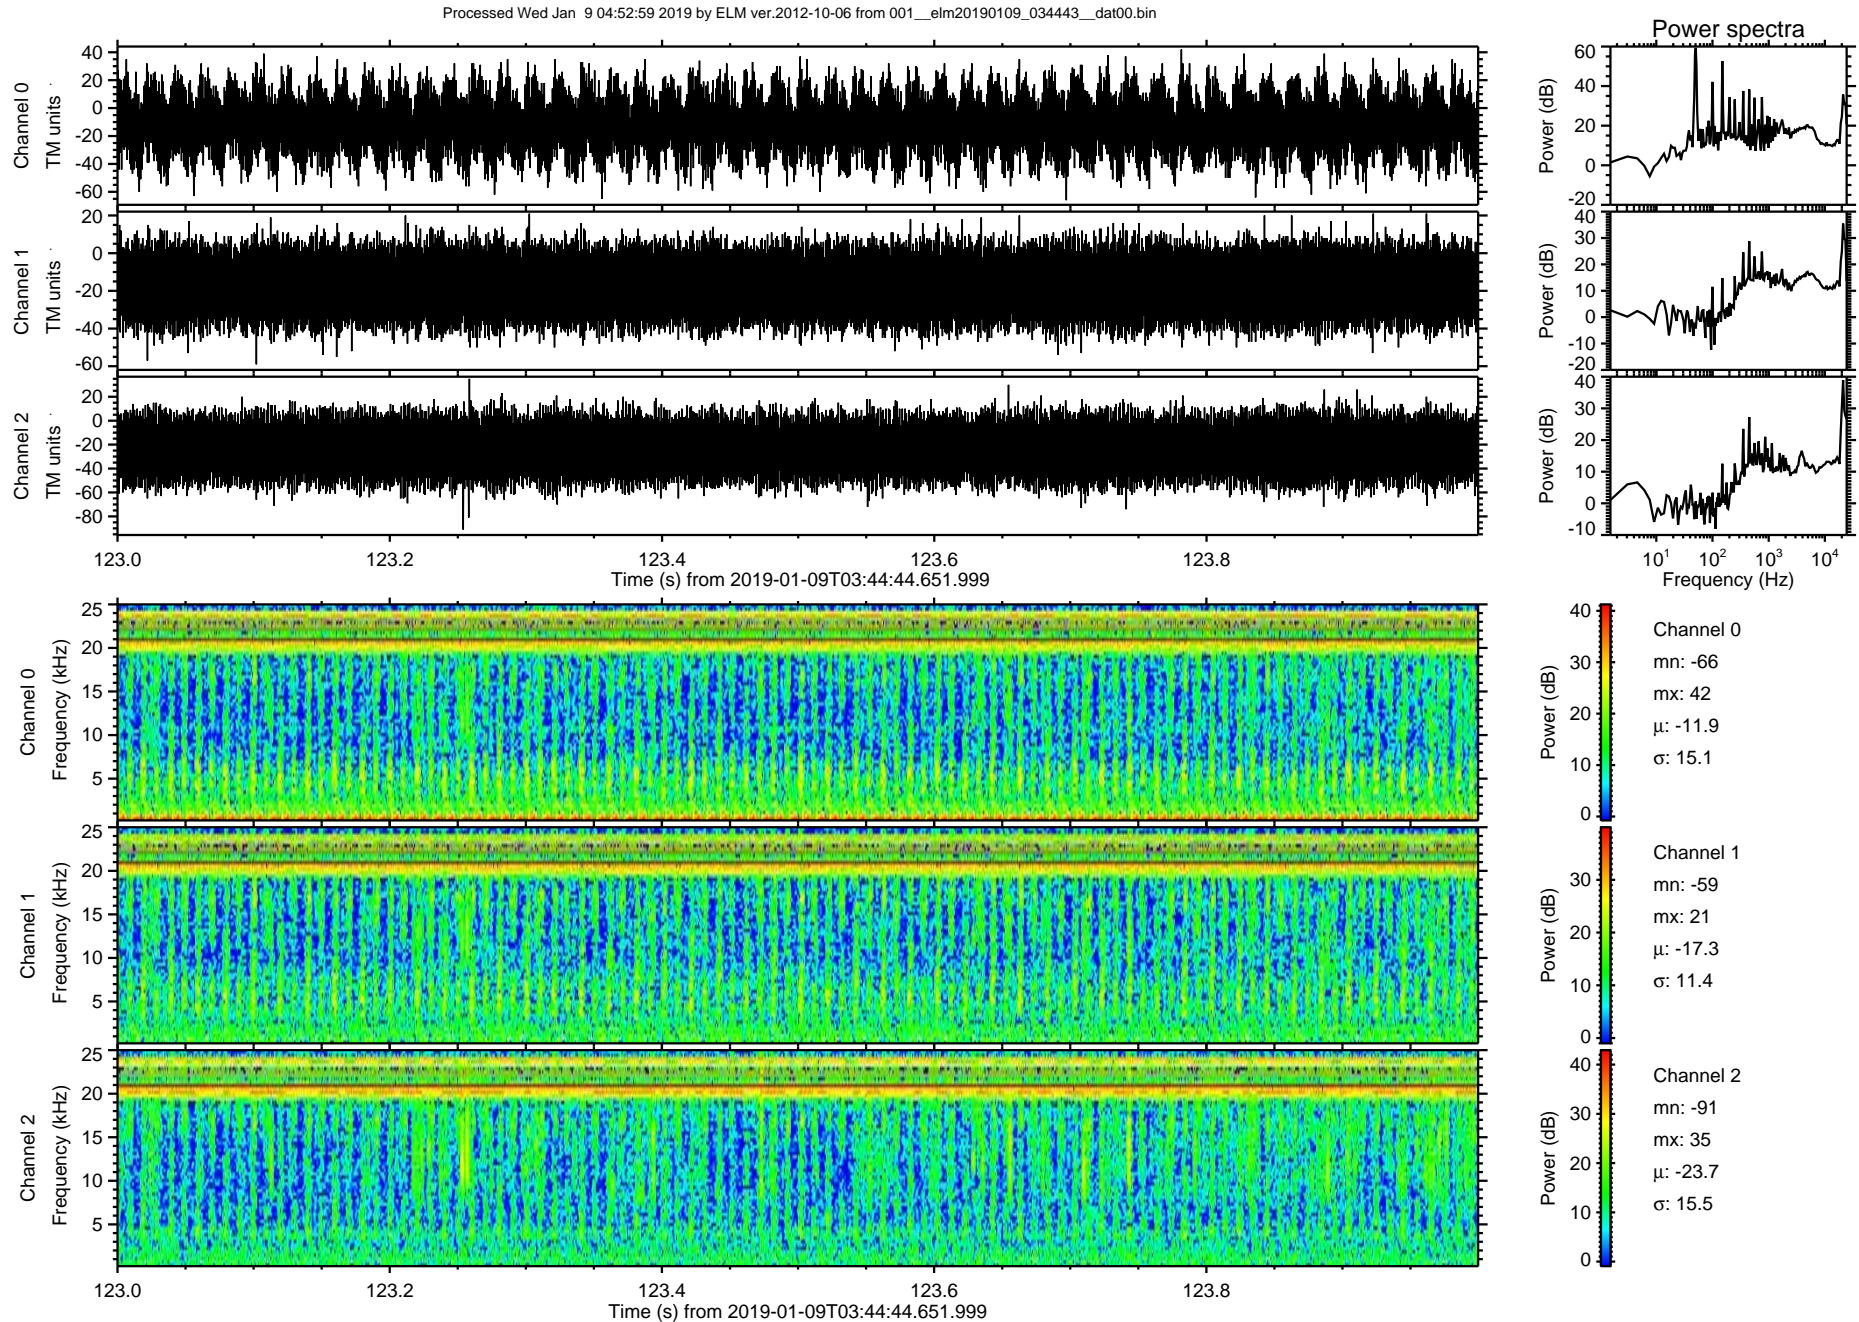 Processed Wed Jan  9 04:52:59 2019 by ELM ver.2012-10-06 from 001__elm20190109_034443__dat00.bin
Power spectra
Channel 0
TM units
40
20
0
-20
-40
-60
Power (dB)
60
40
20
0
-20
Channel 1
TM units
20
0
-20
-40
-60
Power (dB)
40
30
20
10
0
-10
-20
Channel 2
TM units
20
0
-20
-40
-60
-80
Power (dB)
40
30
20
10
0
-10
123.0 123.2 123.4 123.6 123.8
Time (s) from 2019-01-09T03:44:44.651.999
10^1 10^2 10^3 10^4
Frequency (Hz)
Channel 0
Frequency (kHz)
25
20
15
10
5
Power (dB)
40
30
20
10
0
Channel 0
mn: -66
mx: 42
μ: -11.9
σ: 15.1
Channel 1
Frequency (kHz)
25
20
15
10
5
Power (dB)
30
20
10
0
Channel 1
mn: -59
mx: 21
μ: -17.3
σ: 11.4
Channel 2
Frequency (kHz)
25
20
15
10
5
Power (dB)
40
30
20
10
0
Channel 2
mn: -91
mx: 35
μ: -23.7
σ: 15.5
123.0 123.2 123.4 123.6 123.8
Time (s) from 2019-01-09T03:44:44.651.999